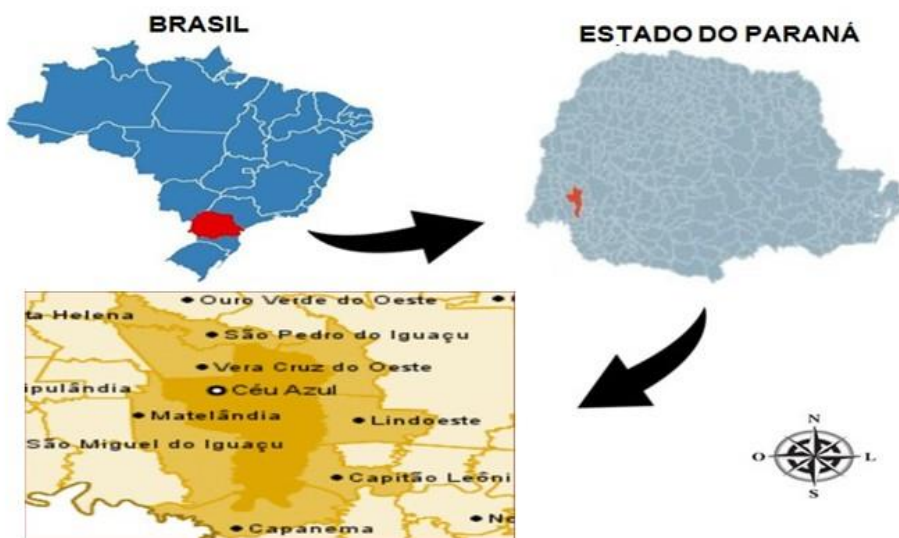 BRASIL
ESTADO DO PARANÁ
Ouro Verde do Oeste
ta Helena
São Pedro do Iguaçu
Vera Cruz do Oeste
Céu Azul
ipulândia
Matelândia
Lindoeste
São Miguel do Iguaçu
Capitão Leôni
Capanema
No
N
O
L
S